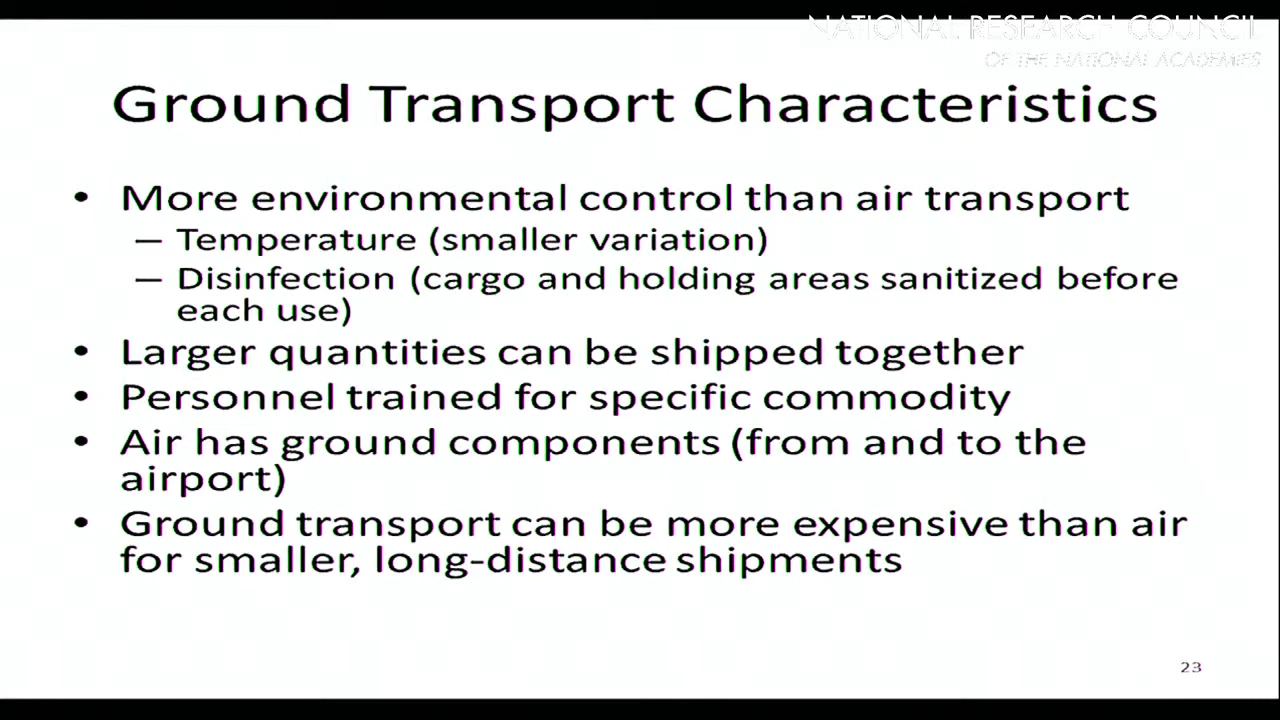 NATIONAL RESEARCH COUNCIL
OF THE NATIONAL ACADEMIES
Ground Transport Characteristics
• More environmental control than air transport
– Temperature (smaller variation)
– Disinfection (cargo and holding areas sanitized before
each use)
• Larger quantities can be shipped together
• Personnel trained for specific commodity
• Air has ground components (from and to the
airport)
• Ground transport can be more expensive than air
for smaller, long-distance shipments
23